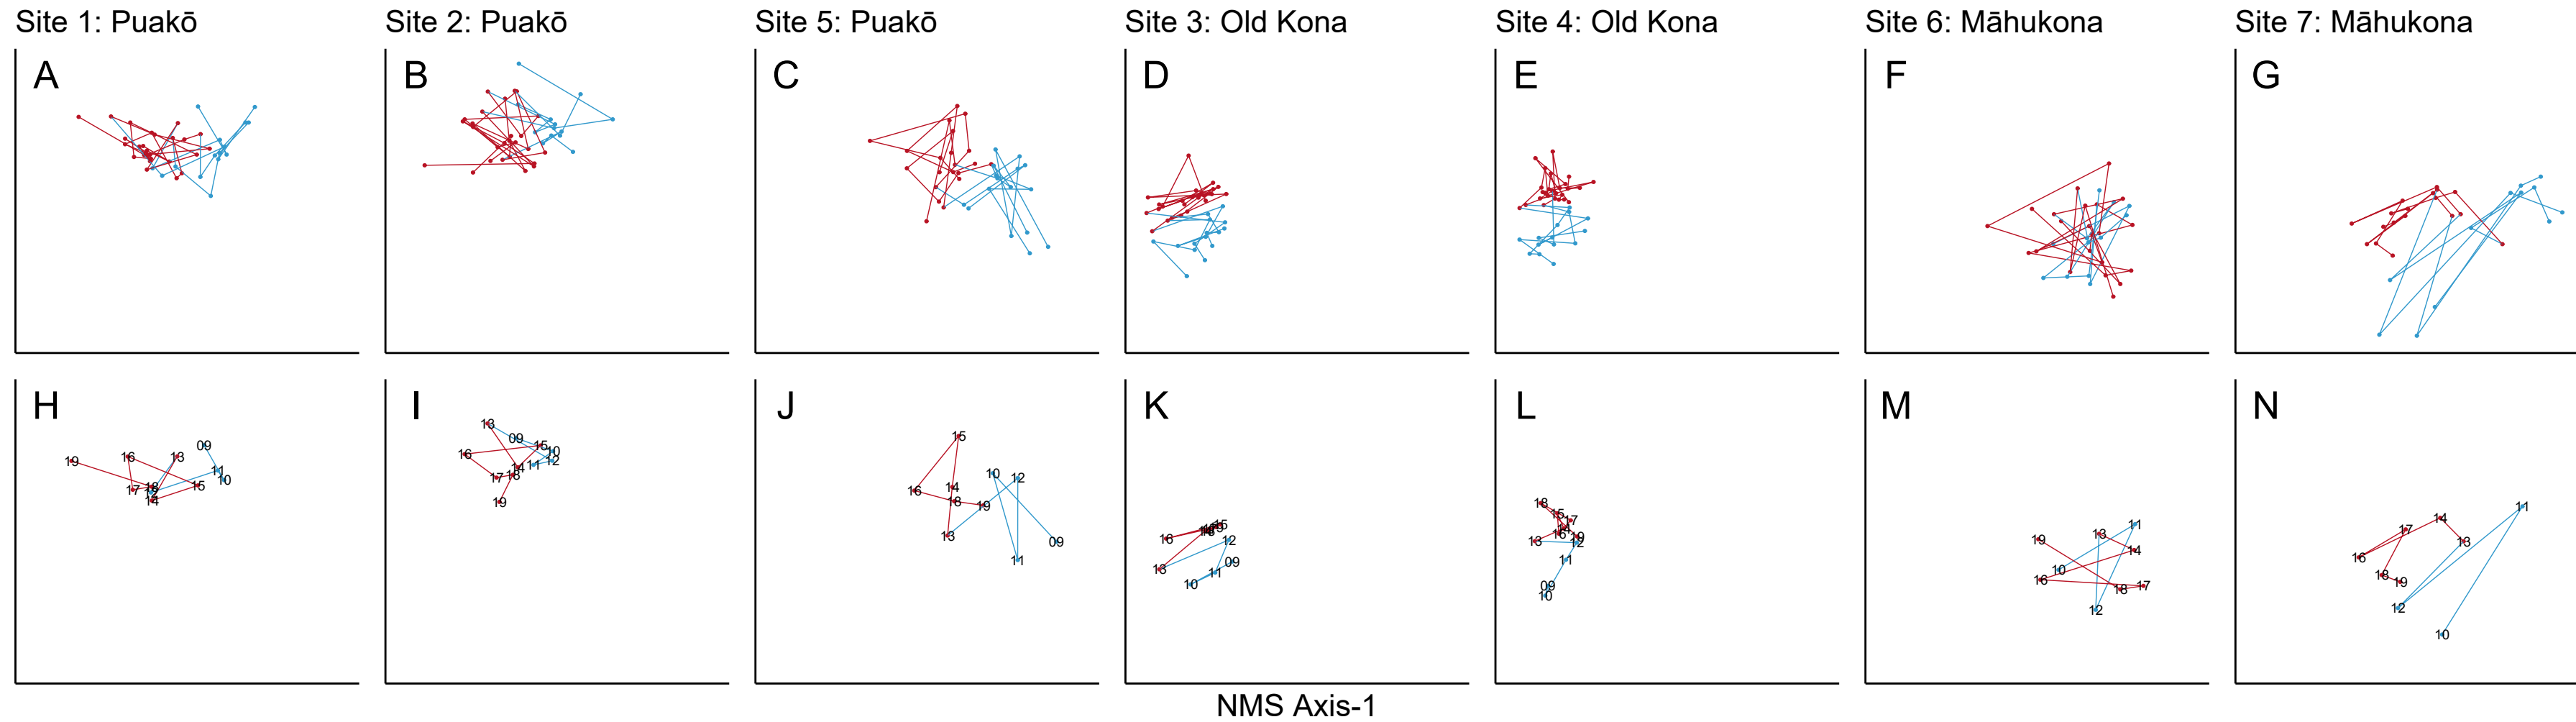 Site 1: Puakō
Site 2: Puakō
Site 5: Puakō
Site 3: Old Kona
Site 4: Old Kona
Site 6: Māhukona
Site 7: Māhukona
A
B
C
D
E
F
G
H
I
J
K
L
M
N
19 16 13 09 11 10 17 15 14
13 09 15 10 16 12 11 14 17 18 19
15 10 12 16 14 18 19 13 09 11
15 16 12 09 13 11 10
18 15 17 14 16 13 12 11 09 10
13 11 19 14 10 16 18 17 12
11 14 17 13 16 18 19 12 10
NMS Axis-1